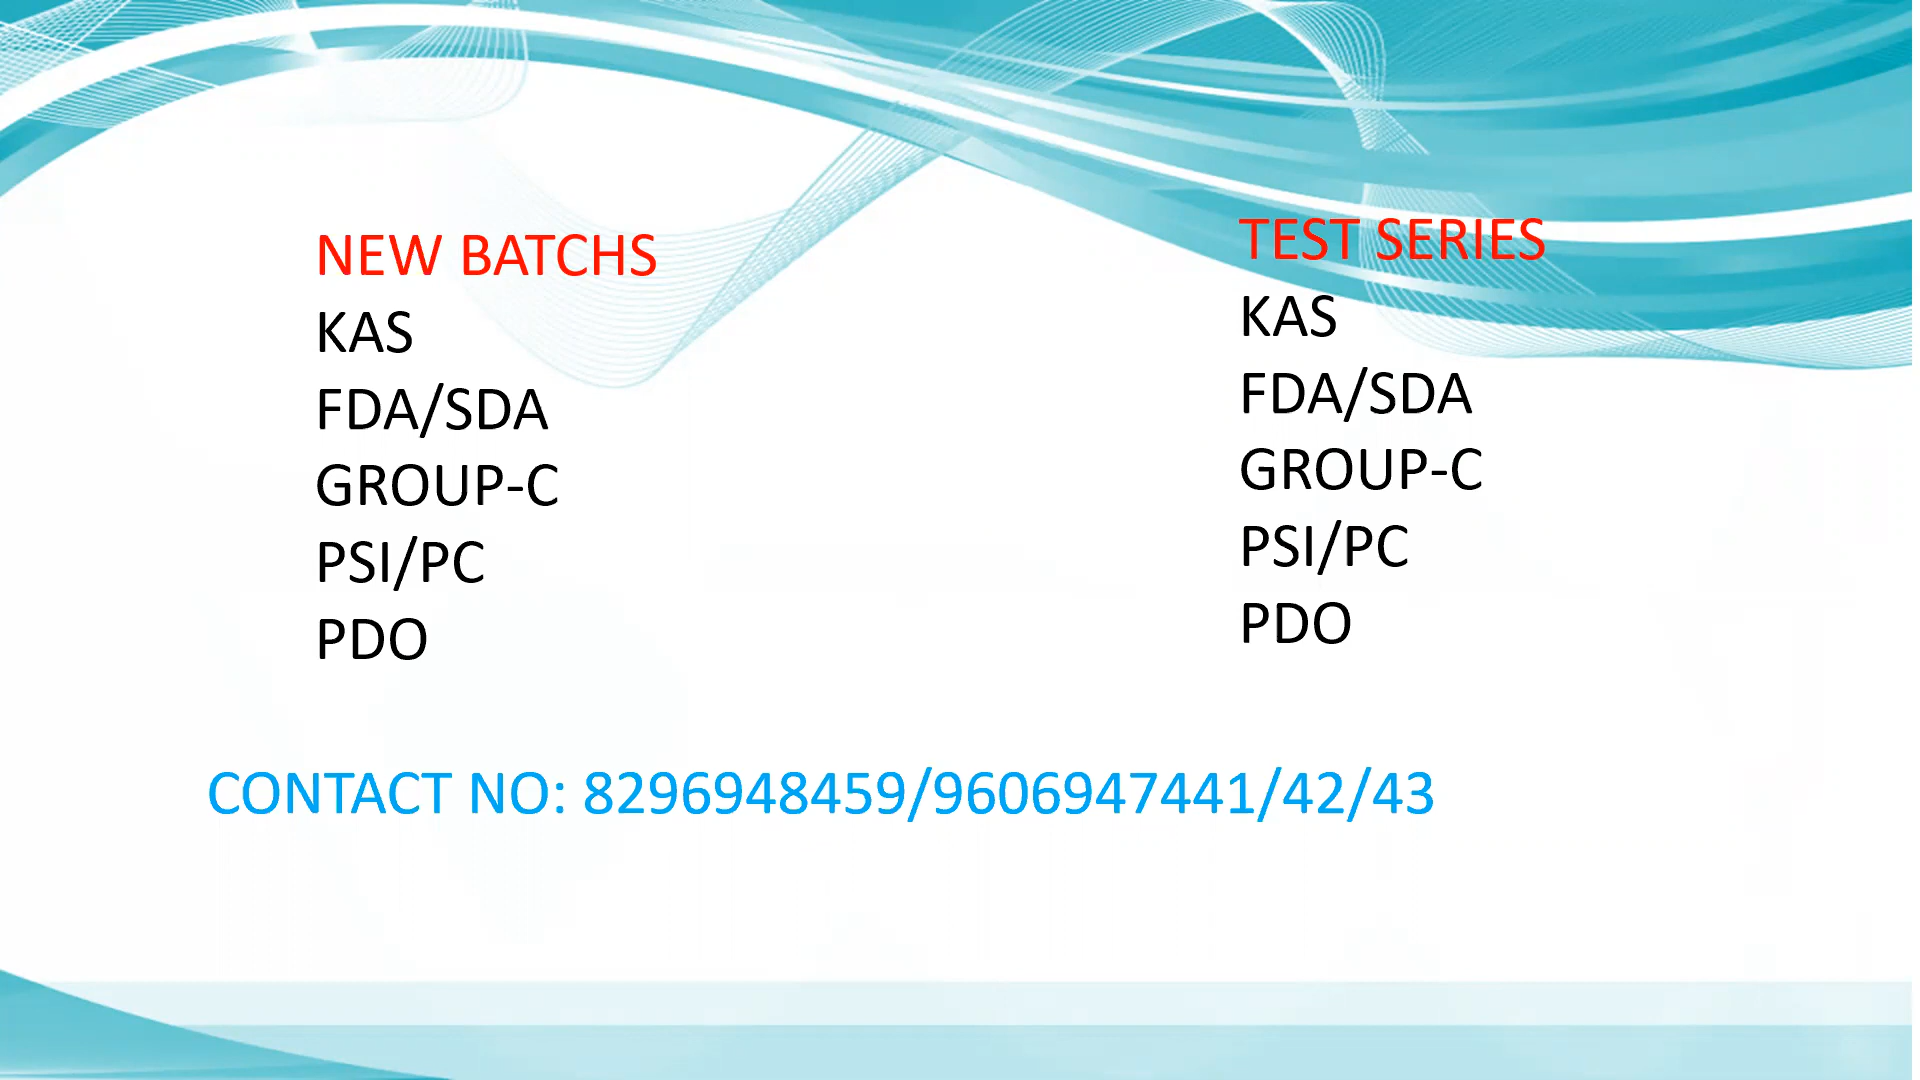 NEW BATCHS
KAS
FDA/SDA
GROUP-C
PSI/PC
PDO
TEST SERIES
KAS
FDA/SDA
GROUP-C
PSI/PC
PDO
CONTACT NO: 8296948459/9606947441/42/43